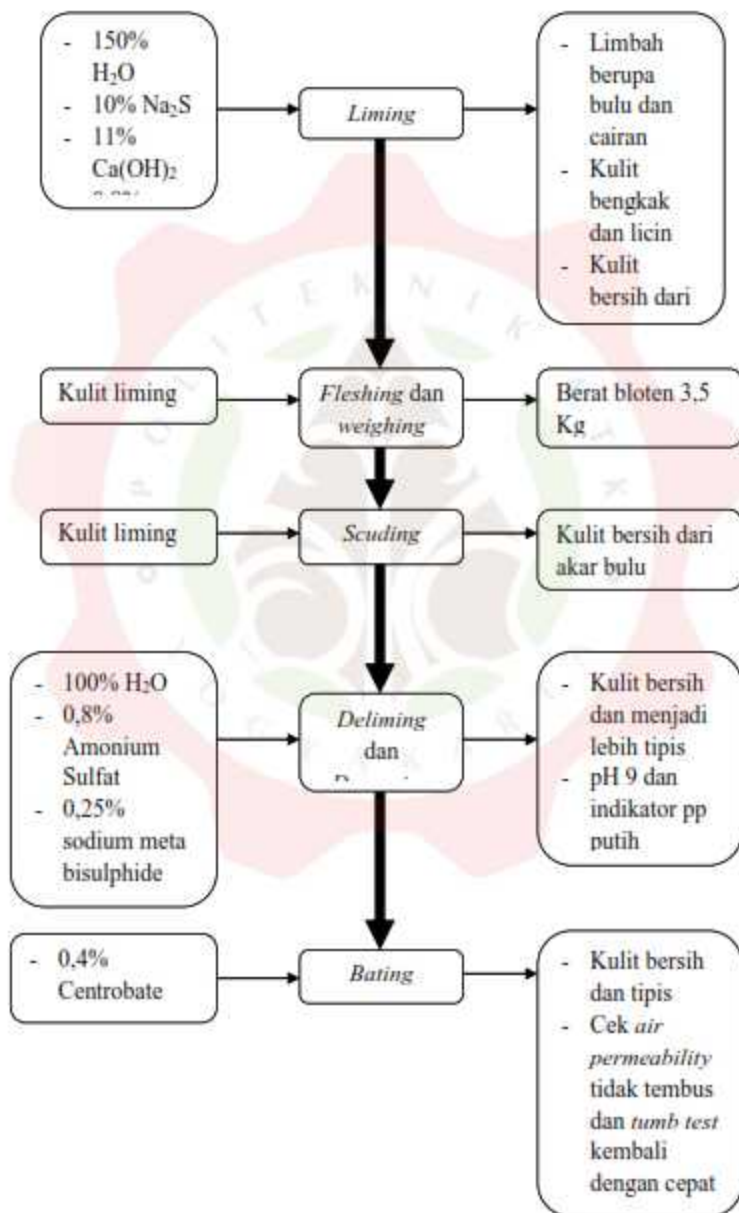 - 150%
H₂O
- 10% Na₂S
- 11%
Ca(OH)₂
Liming
- Limbah
berupa
bulu dan
cairan
- Kulit
bengkak
dan licin
- Kulit
bersih dari
Kulit liming
Fleshing dan
weighing
Berat bloten 3,5
Kg
Kulit liming
Scuding
Kulit bersih dari
akar bulu
- 100% H₂O
- 0,8%
Amonium
Sulfat
- 0,25%
sodium meta
bisulphide
Deliming
dan
- Kulit bersih
dan menjadi
lebih tipis
- pH 9 dan
indikator pp
putih
- 0,4%
Centrobate
Bating
- Kulit bersih
dan tipis
- Cek air
permeability
tidak tembus
dan tumb test
kembali
dengan cepat
POLITEKNIK